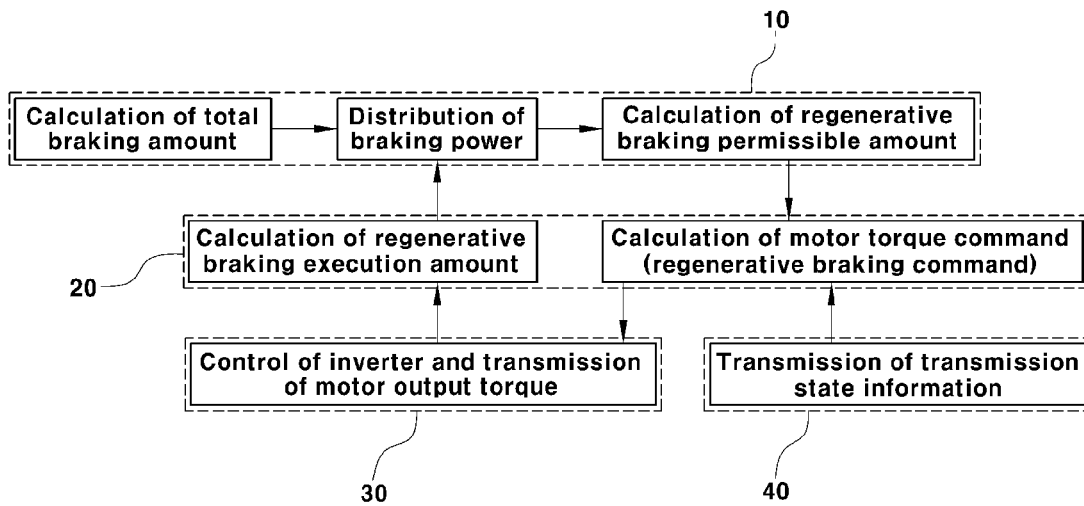 10
Calculation of total
braking amount
Distribution of
braking power
Calculation of regenerative
braking permissible amount
Calculation of regenerative
braking execution amount
Calculation of motor torque command
(regenerative braking command)
20
Control of inverter and transmission
of motor output torque
Transmission of transmission
state information
30
40